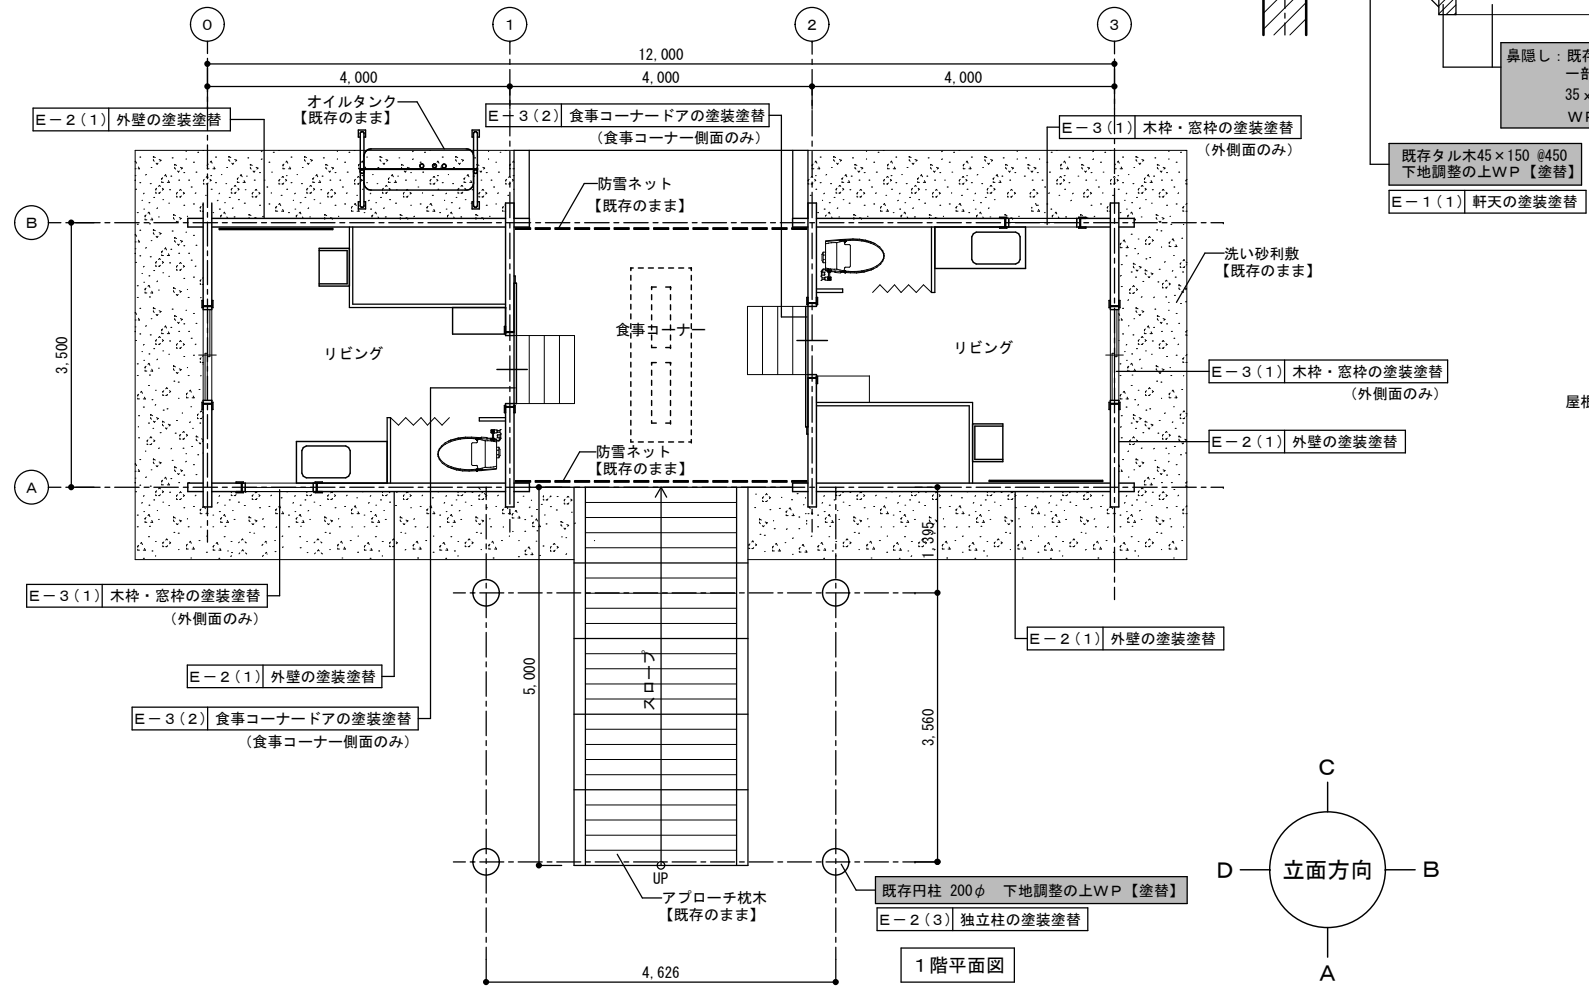 0
1
2
3
12,000
4,000
4,000
4,000
鼻隠し：既存
一部
35×
WP
オイルタンク
【既存のまま】
E－2(1) 外壁の塗装塗替
E－3(2) 食事コーナードアの塗装塗替
(食事コーナー側面のみ)
E－3(1) 木枠・窓枠の塗装塗替
(外側面のみ)
既存タル木45×150 @450
下地調整の上WP【塗替】
E－1(1) 軒天の塗装塗替
防雪ネット
【既存のまま】
B
洗い砂利敷
【既存のまま】
食事コーナー
リビング
リビング
3,500
E－3(1) 木枠・窓枠の塗装塗替
(外側面のみ)
屋根
E－2(1) 外壁の塗装塗替
防雪ネット
【既存のまま】
A
1,395
E－3(1) 木枠・窓枠の塗装塗替
(外側面のみ)
E－2(1) 外壁の塗装塗替
E－2(1) 外壁の塗装塗替
5,000
スロープ
E－3(2) 食事コーナードアの塗装塗替
(食事コーナー側面のみ)
3,560
UP
アプローチ枕木
【既存のまま】
既存円柱 200φ 下地調整の上WP【塗替】
E－2(3) 独立柱の塗装塗替
4,626
1階平面図
C
D
立面方向
B
A